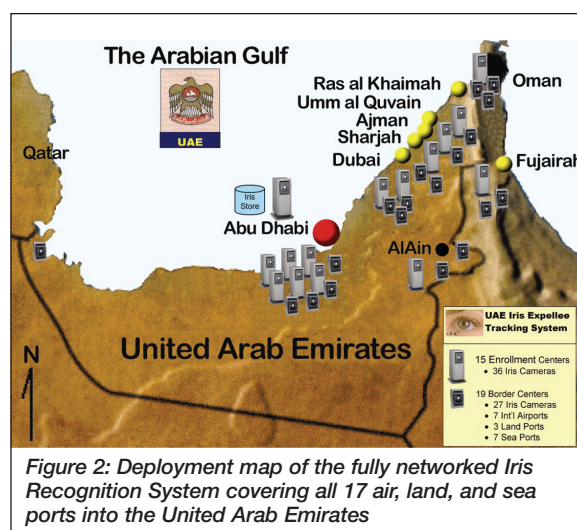 The Arabian Gulf
UAE
Ras al Khaimah
Umm al Quvain
Ajman
Sharjah
Dubai
Oman
Fujairah
Qatar
Iris
Store
Abu Dhabi
AlAin
United Arab Emirates
N
UAE Iris Expellee
Tracking System
15 Enrollment Centers
• 36 Iris Cameras
19 Border Centers
• 27 Iris Cameras
• 7 Int'l Airports
• 3 Land Ports
• 7 Sea Ports
Figure 2: Deployment map of the fully networked Iris
Recognition System covering all 17 air, land, and sea
ports into the United Arab Emirates